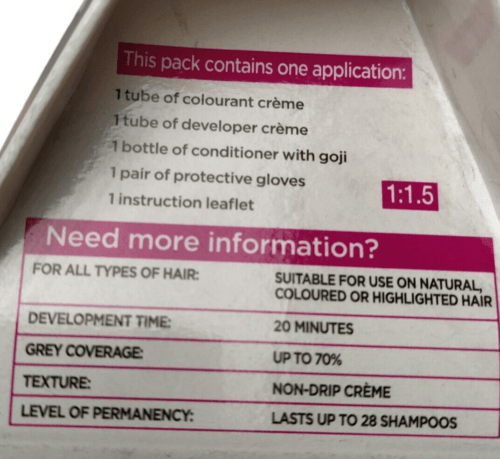 This pack contains one application:
1 tube of colourant crème
1 tube of developer crème
1 bottle of conditioner with goji
1 pair of protective gloves
1 instruction leaflet
1:1.5
Need more information?
FOR ALL TYPES OF HAIR: SUITABLE FOR USE ON NATURAL,
COLOURED OR HIGHLIGHTED HAIR
DEVELOPMENT TIME: 20 MINUTES
GREY COVERAGE: UP TO 70%
TEXTURE: NON-DRIP CRÈME
LEVEL OF PERMANENCY: LASTS UP TO 28 SHAMPOOS